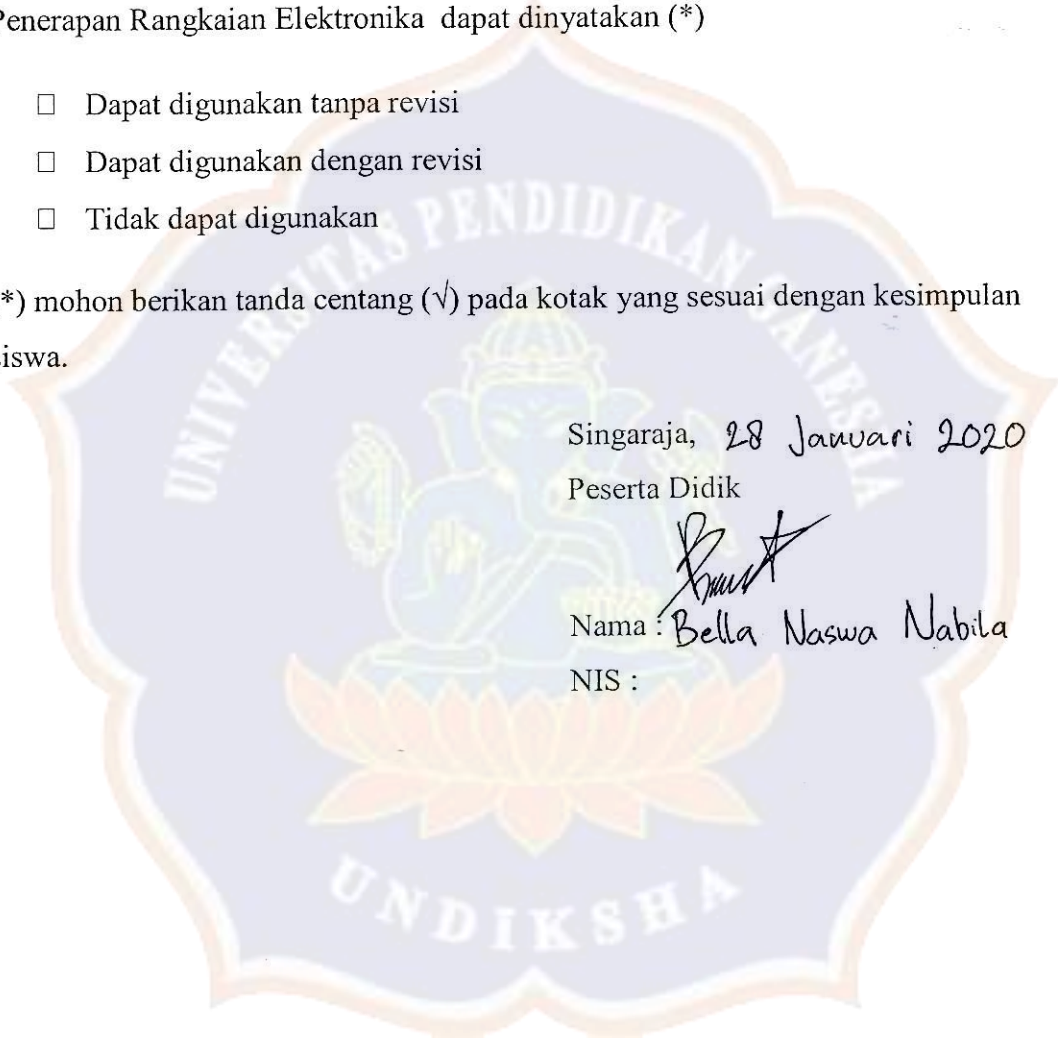 Penerapan Rangkaian Elektronika dapat dinyatakan (*)
□ Dapat digunakan tanpa revisi
□ Dapat digunakan dengan revisi
□ Tidak dapat digunakan
*) mohon berikan tanda centang (√) pada kotak yang sesuai dengan kesimpulan
siswa.
Singaraja, 28 Januari 2020
Peserta Didik
Nama : Bella Naswa Nabila
NIS :
UNIVERSITAS PENDIDIKAN GANESHA
UNDIKSHA